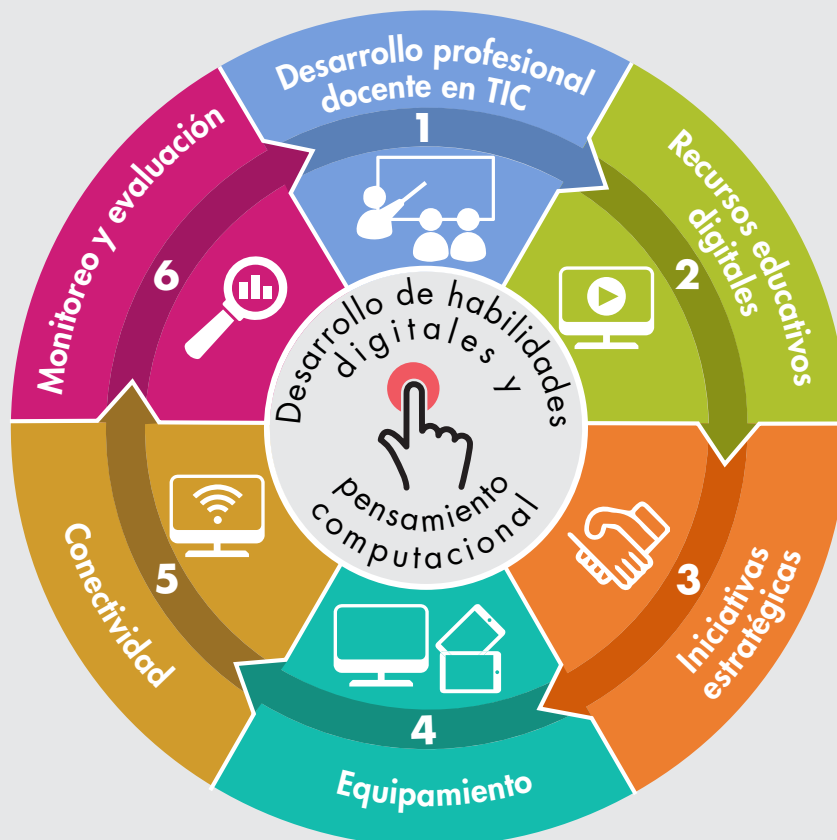 Desarrollo profesional
docente en TIC
1
Recursos educativos
digitales
2
Iniciativas
estratégicas
3
Equipamiento
4
Conectividad
5
Monitoreo y evaluación
6
Desarrollo de habilidades
digitales y
pensamiento
computacional